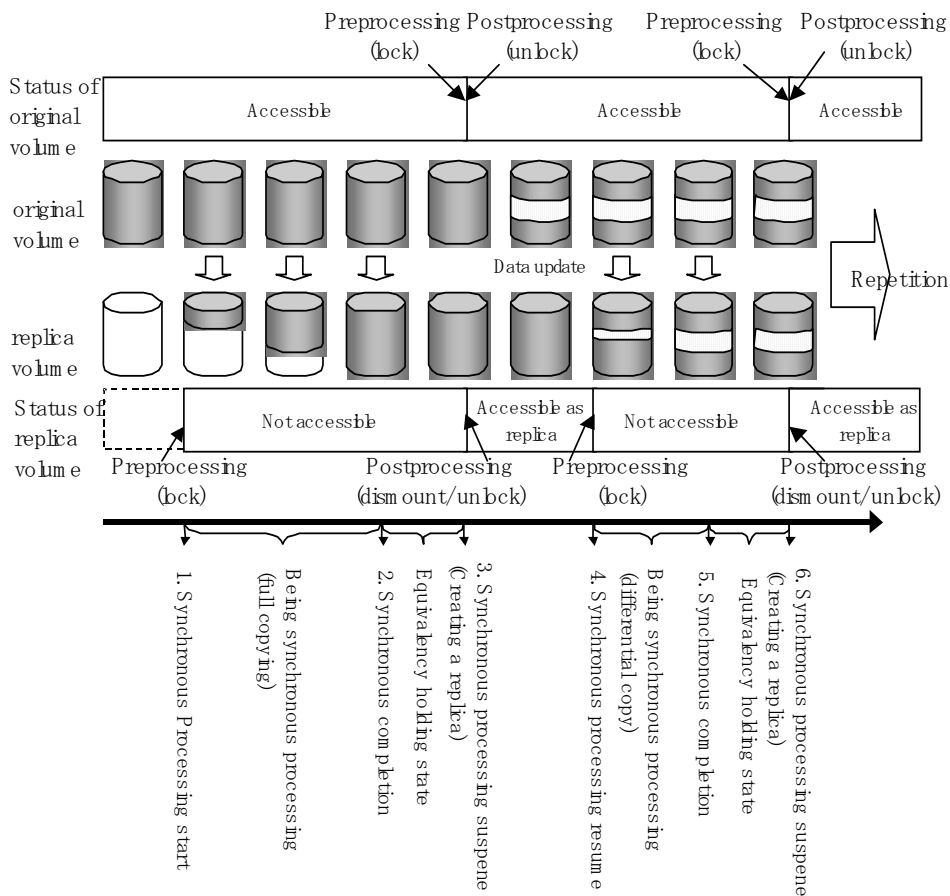 Preprocessing
(lock)
Postprocessing
(unlock)
Preprocessing
(lock)
Postprocessing
(unlock)
Status of
original
volume
Accessible
Accessible
Accessible
original
volume
Data update
Repetition
replica
volume
Status of
replica
volume
Not accessible
Accessible as
replica
Not accessible
Accessible as
replica
Preprocessing
(lock)
Postprocessing
(dismount/unlock)
Preprocessing
(lock)
Postprocessing
(dismount/unlock)
1. Synchronous Processing start
Being synchronous processing
(full copying)
2. Synchronous completion
Equivalency holding state
3. Synchronous processing suspene
(Creating a replica)
4. Synchronous processing resume
Being synchronous processing
(differential copy)
5. Synchronous completion
Equivalency holding state
6. Synchronous processing suspene
(Creating a replica)